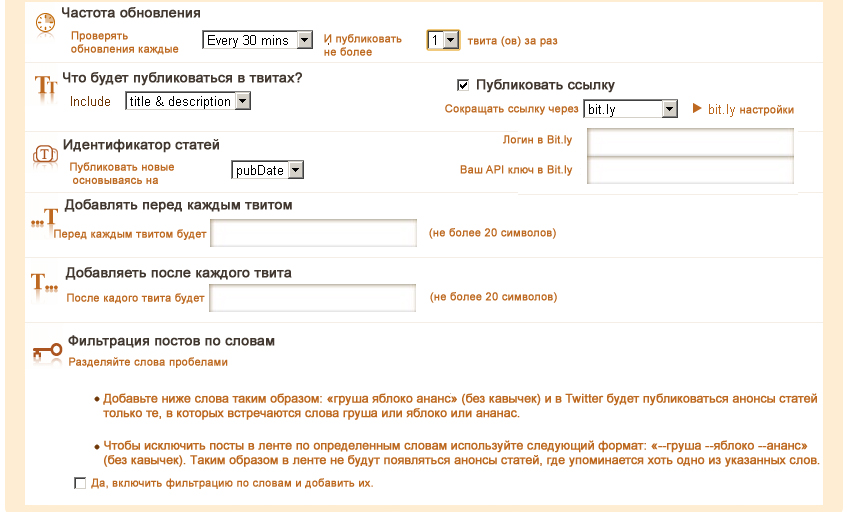 Частота обновления
Проверять обновления каждые
Every 30 mins
И публиковать не более
1
твита (ов) за раз
Что будет публиковаться в твитах?
Include
title & description
Публиковать ссылку
Сокращать ссылку через
bit.ly
bit.ly настройки
Логин в Bit.ly
Ваш API ключ в Bit.ly
Идентификатор статей
Публиковать новые основываясь на
pubDate
...T
Добавлять перед каждым твитом
Перед каждым твитом будет
(не более 20 символов)
T...
Добавляеть после каждого твита
После кадого твита будет
(не более 20 символов)
Фильтрация постов по словам
Разделяйте слова пробелами
• Добавьте ниже слова таким образом: «груша яблоко ананс» (без кавычек) и в Twitter будет публиковаться анонсы статей
только те, в которых встречаются слова груша или яблоко или ананас.
• Чтобы исключить посты в ленте по определенным словам используйте следующий формат: «--груша --яблоко --ананс»
(без кавычек). Таким образом в ленте не будут появляться анонсы статей, где упоминается хоть одно из указанных слов.
Да, включить фильтрацию по словам и добавить их.